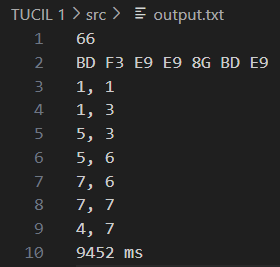 TUCIL 1 > src > output.txt
1 66
2 BD F3 E9 E9 8G BD E9
3 1, 1
4 1, 3
5 5, 3
6 5, 6
7 7, 6
8 7, 7
9 4, 7
10 9452 ms